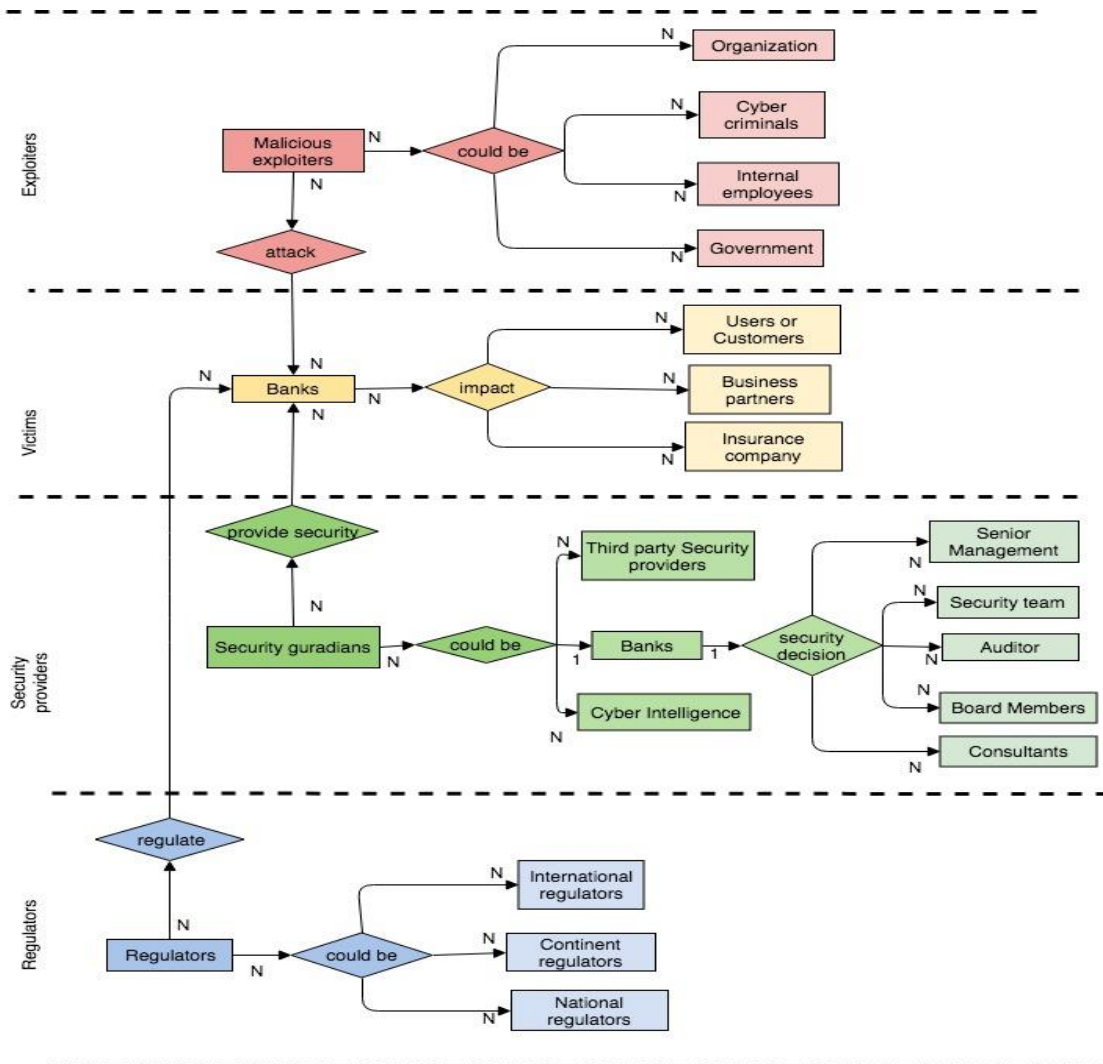 N
Organization
N
Cyber
criminals
Malicious
exploiters
N
could be
Exploiters
N
Internal
employees
N
N
Government
attack
N
N
Users or
Customers
N
N
Banks
N
impact
N
Business
partners
N
Victims
Insurance
company
N
provide security
N
Third party Security
providers
Senior
Management
N
N
Security team
N
Security guradians
N
could be
1
Banks
1
security
decision
Auditor
N
Security
providers
Cyber Intelligence
N
N
Board Members
Consultants
N
regulate
N
International
regulators
N
Regulators
Regulators
N
could be
N
Continent
regulators
National
regulators
N